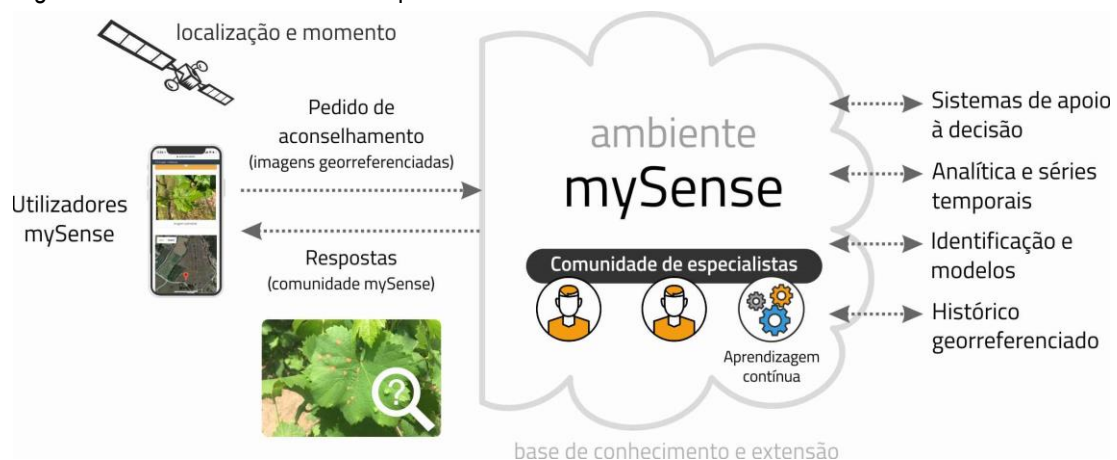 localização e momento
Pedido de
aconselhamento
(imagens georreferenciadas)
Utilizadores
mySense
Respostas
(comunidade mySense)
ambiente
mySense
Comunidade de especialistas
Aprendizagem
contínua
Sistemas de apoio
à decisão
Analítica e séries
temporais
Identificação e
modelos
Histórico
georreferenciado
base de conhecimento e extensão
?